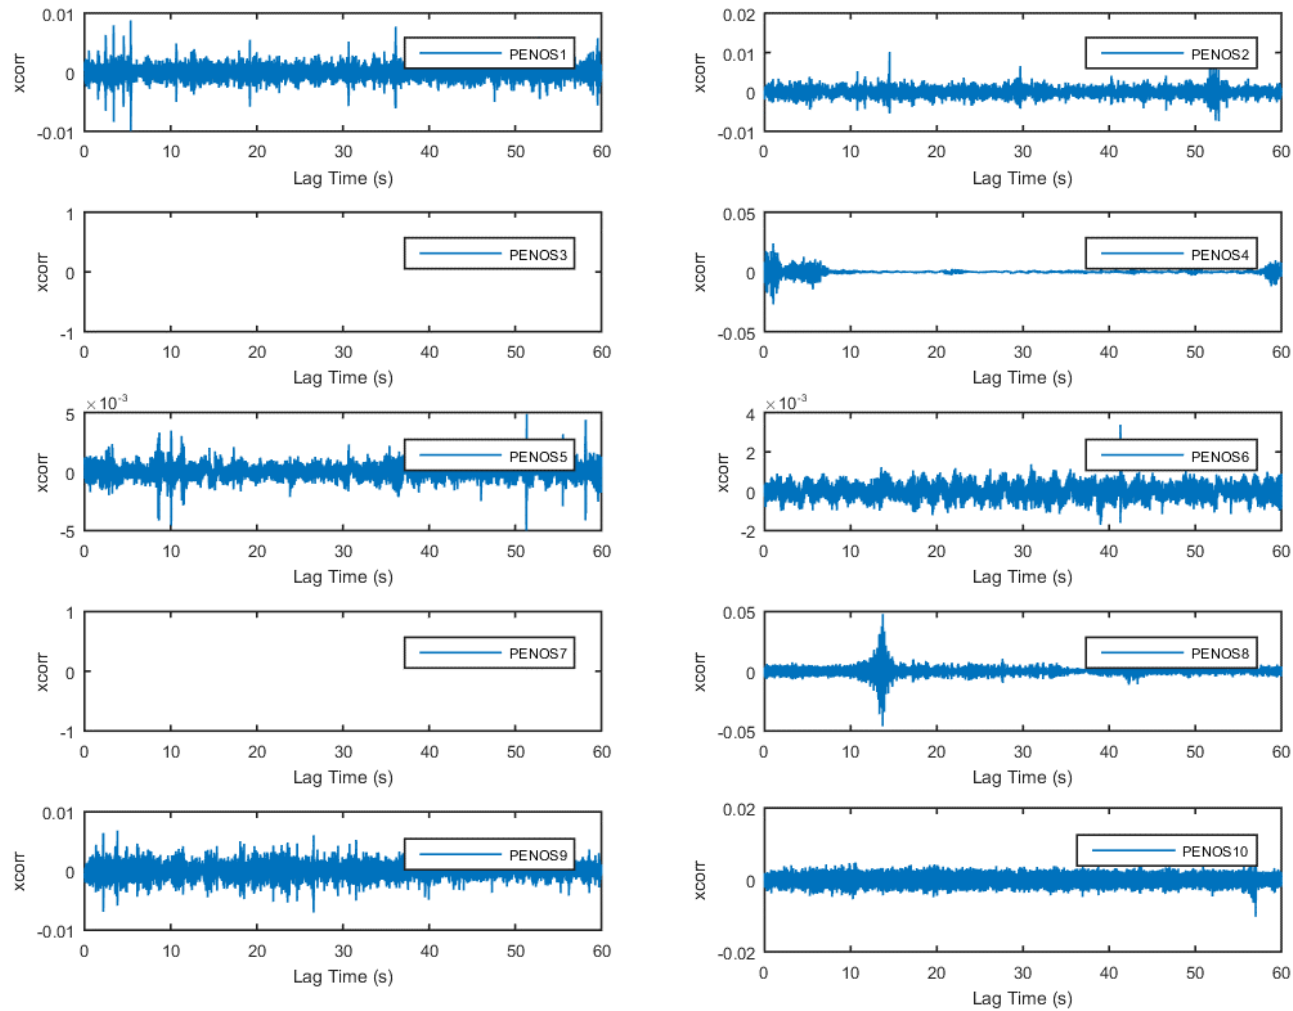 0.01
0
-0.01
xcorr
PENOS1
0 10 20 30 40 50 60
Lag Time (s)
0.02
0.01
0
-0.01
xcorr
PENOS2
0 10 20 30 40 50 60
Lag Time (s)
1
0
-1
xcorr
PENOS3
0 10 20 30 40 50 60
Lag Time (s)
0.05
0
-0.05
xcorr
PENOS4
0 10 20 30 40 50 60
Lag Time (s)
×10⁻³
5
0
-5
xcorr
PENOS5
0 10 20 30 40 50 60
Lag Time (s)
×10⁻³
4
2
0
-2
xcorr
PENOS6
0 10 20 30 40 50 60
Lag Time (s)
1
0
-1
xcorr
PENOS7
0 10 20 30 40 50 60
Lag Time (s)
0.05
0
-0.05
xcorr
PENOS8
0 10 20 30 40 50 60
Lag Time (s)
0.01
0
-0.01
xcorr
PENOS9
0 10 20 30 40 50 60
Lag Time (s)
0.02
0
-0.02
xcorr
PENOS10
0 10 20 30 40 50 60
Lag Time (s)